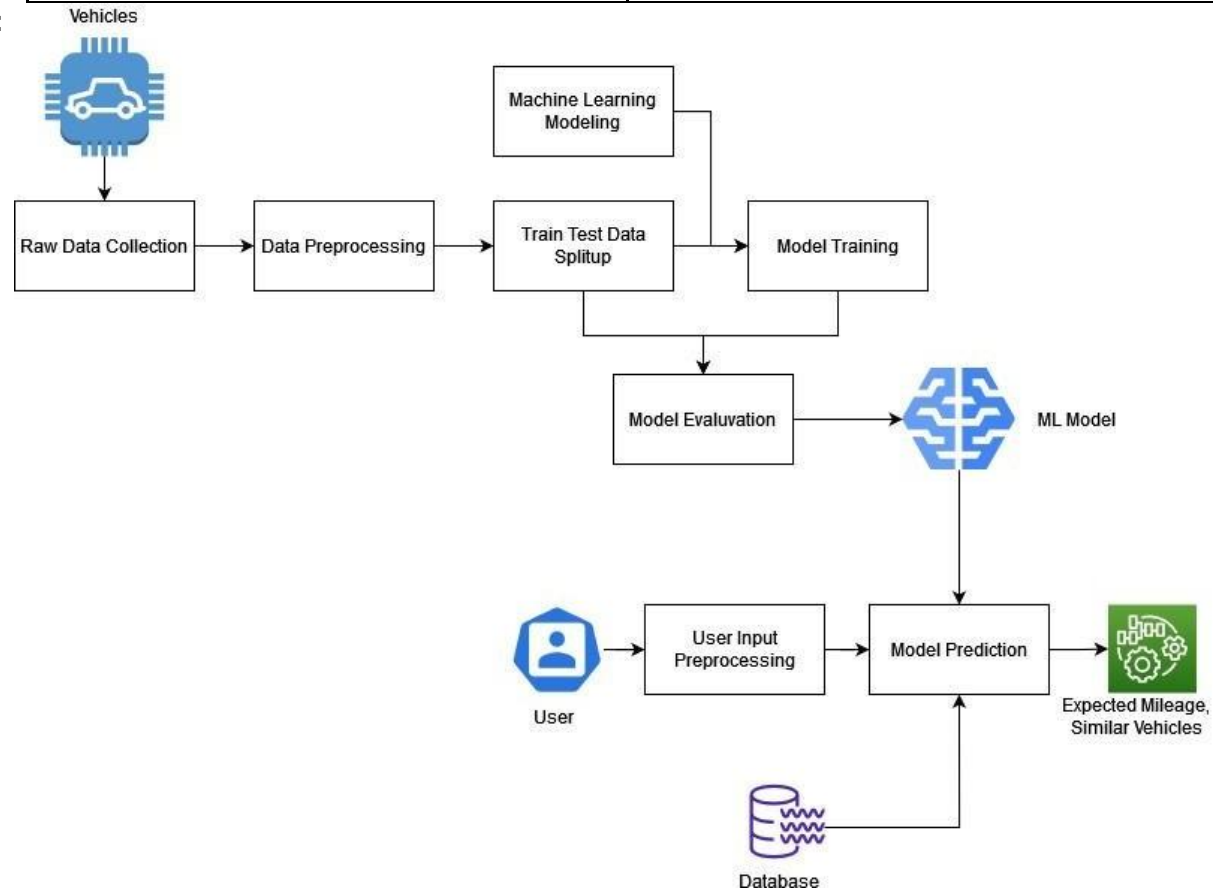 Vehicles
Machine Learning
Modeling
Raw Data Collection
Data Preprocessing
Train Test Data
Splitup
Model Training
Model Evaluvation
ML Model
User Input
Preprocessing
Model Prediction
User
Expected Mileage,
Similar Vehicles
Database